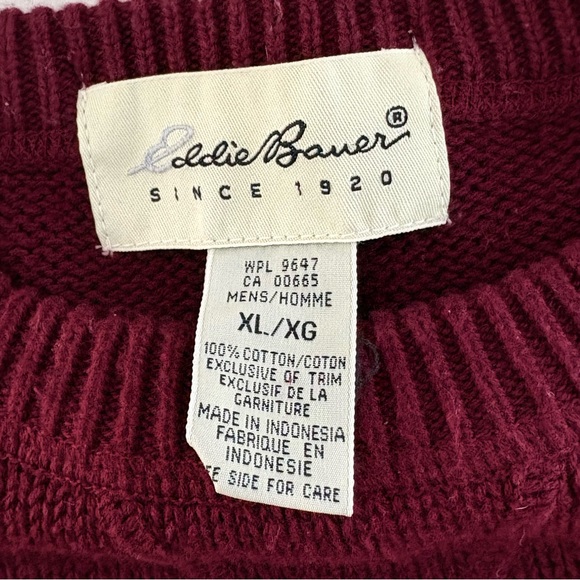 Eddie Bauer®
SINCE 1920
WPL 9647
CA 00665
MENS/HOMME
XL/XG
100% COTTON/COTON
EXCLUSIVE OF TRIM
EXCLUSIF DE LA
GARNITURE
MADE IN INDONESIA
FABRIQUE EN
INDONESIE
SIDE FOR CARE